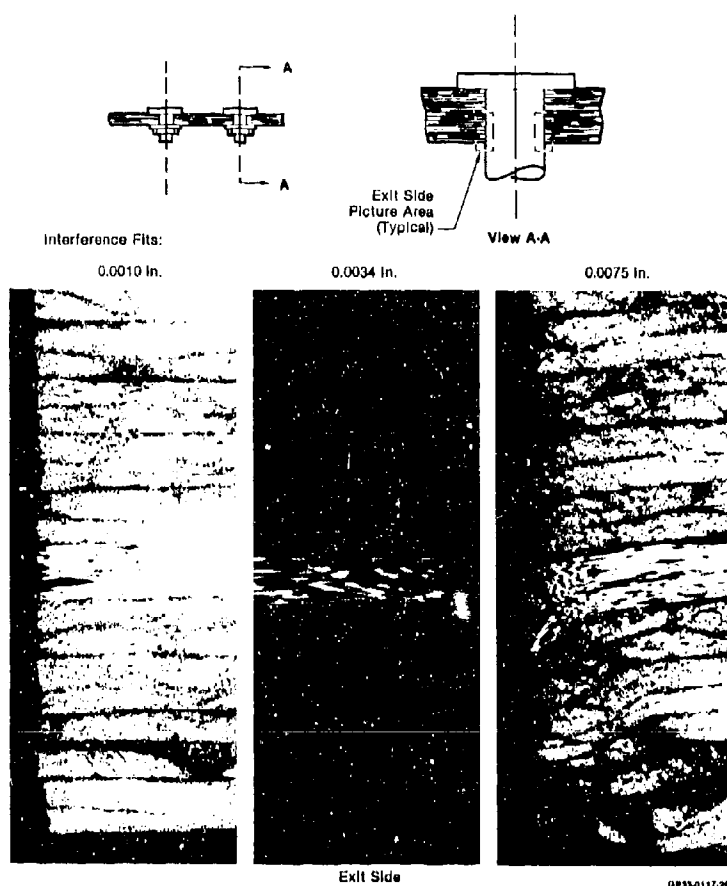 A
A
Exit Side
Picture Area
(Typical)
View A-A
Interference Fits:
0.0010 in.
0.0034 in.
0.0075 in.
Exit Side